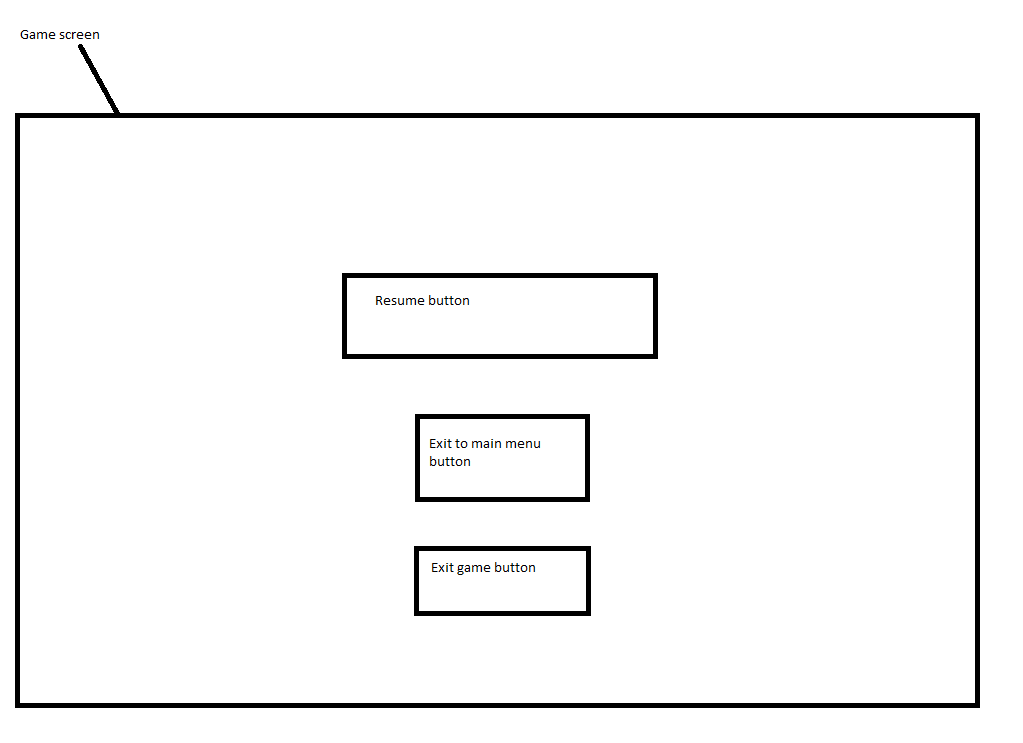 Game screen
Resume button
Exit to main menu
button
Exit game button